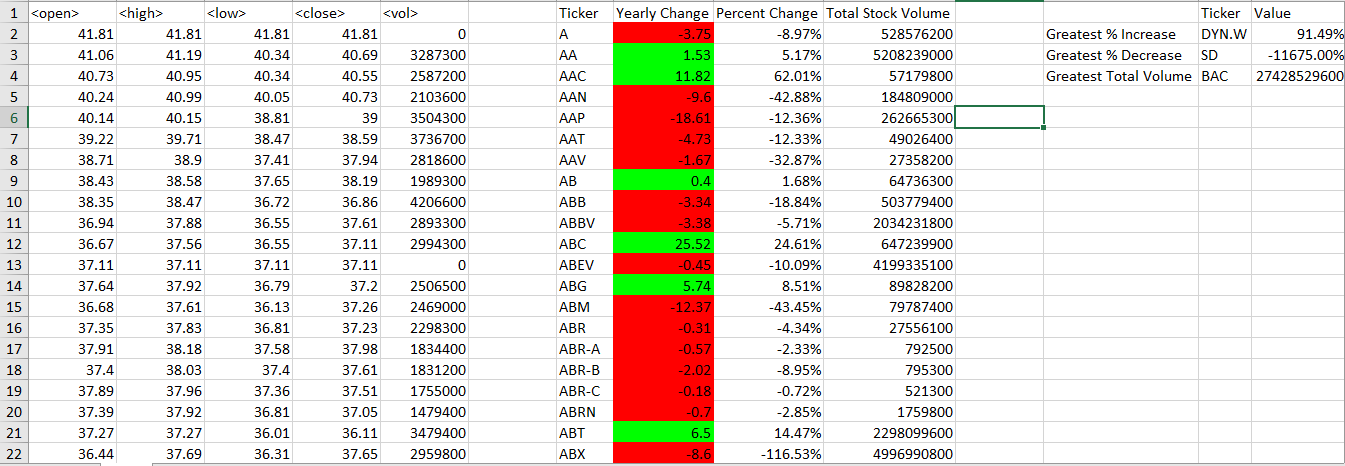 1 <open> <high> <low> <close> <vol> Ticker Yearly Change Percent Change Total Stock Volume Ticker Value
2 41.81 41.81 41.81 41.81 0 A -3.75 -8.97% 528576200 Greatest % Increase DYN.W 91.49%
3 41.06 41.19 40.34 40.69 3287300 AA 1.53 5.17% 5208239000 Greatest % Decrease SD -11675.00%
4 40.73 40.95 40.34 40.55 2587200 AAC 11.82 62.01% 57179800 Greatest Total Volume BAC 27428529600
5 40.24 40.99 40.05 40.73 2103600 AAN -9.6 -42.88% 184809000
6 40.14 40.15 38.81 39 3504300 AAP -18.61 -12.36% 262665300
7 39.22 39.71 38.47 38.59 3736700 AAT -4.73 -12.33% 49026400
8 38.71 38.9 37.41 37.94 2818600 AAV -1.67 -32.87% 27358200
9 38.43 38.58 37.65 38.19 1989300 AB 0.4 1.68% 64736300
10 38.35 38.47 36.72 36.86 4206600 ABB -3.34 -18.84% 503779400
11 36.94 37.88 36.55 37.61 2893300 ABBV -3.38 -5.71% 2034231800
12 36.67 37.56 36.55 37.11 2994300 ABC 25.52 24.61% 647239900
13 37.11 37.11 37.11 37.11 0 ABEV -0.45 -10.09% 4199335100
14 37.64 37.92 36.79 37.2 2506500 ABG 5.74 8.51% 89828200
15 36.68 37.61 36.13 37.26 2469000 ABM -12.37 -43.45% 79787400
16 37.35 37.83 36.81 37.23 2298300 ABR -0.31 -4.34% 27556100
17 37.91 38.18 37.58 37.98 1834400 ABR-A -0.57 -2.33% 792500
18 37.4 38.03 37.4 37.61 1831200 ABR-B -2.02 -8.95% 795300
19 37.89 37.96 37.36 37.51 1755000 ABR-C -0.18 -0.72% 521300
20 37.39 37.92 36.81 37.05 1479400 ABRN -0.7 -2.85% 1759800
21 37.27 37.27 36.01 36.11 3479400 ABT 6.5 14.47% 2298099600
22 36.44 37.69 36.31 37.65 2959800 ABX -8.6 -116.53% 4996990800